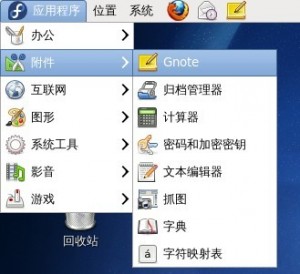 应用程序 位置 系统
办公
附件
互联网
图形
系统工具
影音
游戏
Gnote
归档管理器
计算器
密码和加密密钥
文本编辑器
抓图
字典
á 字符映射表
回收站